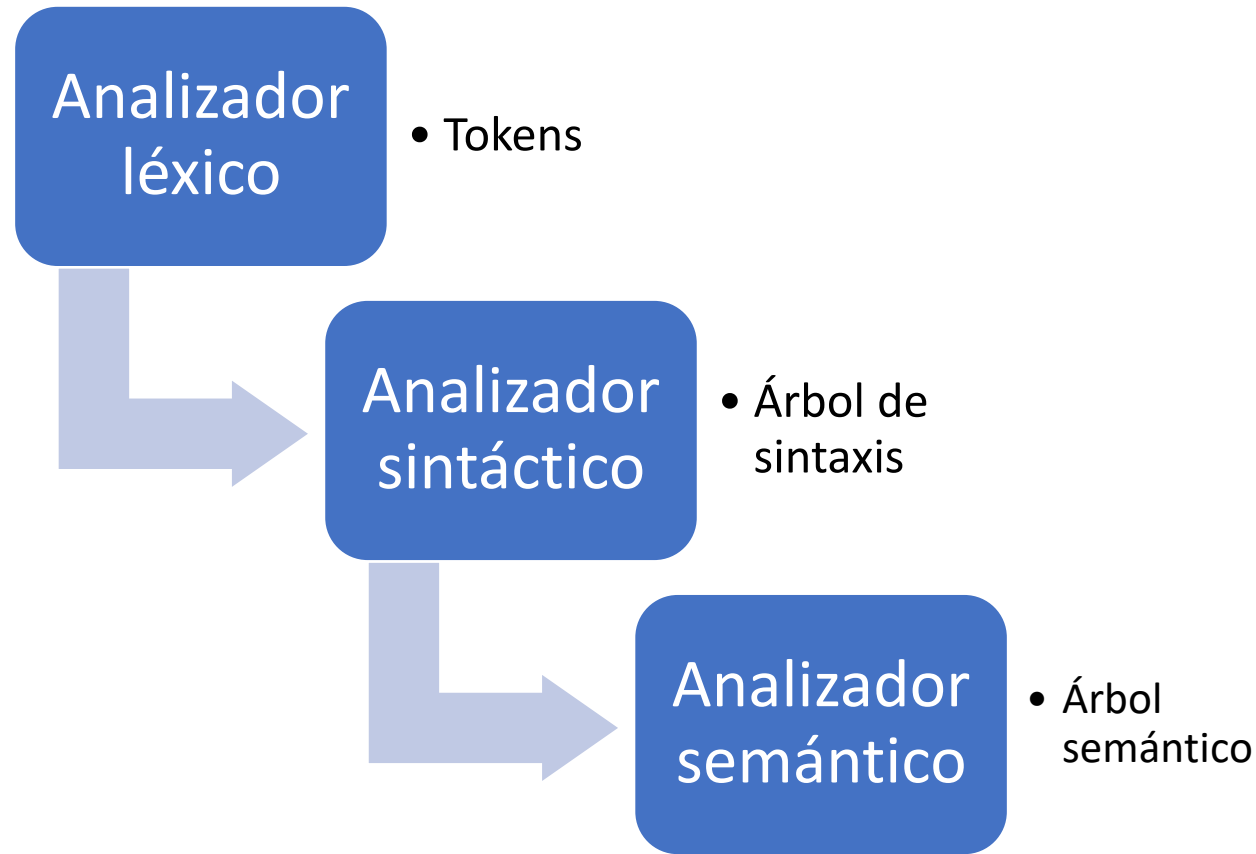 Analizador
léxico
• Tokens
Analizador
sintáctico
• Árbol de
sintaxis
Analizador
semántico
• Árbol
semántico